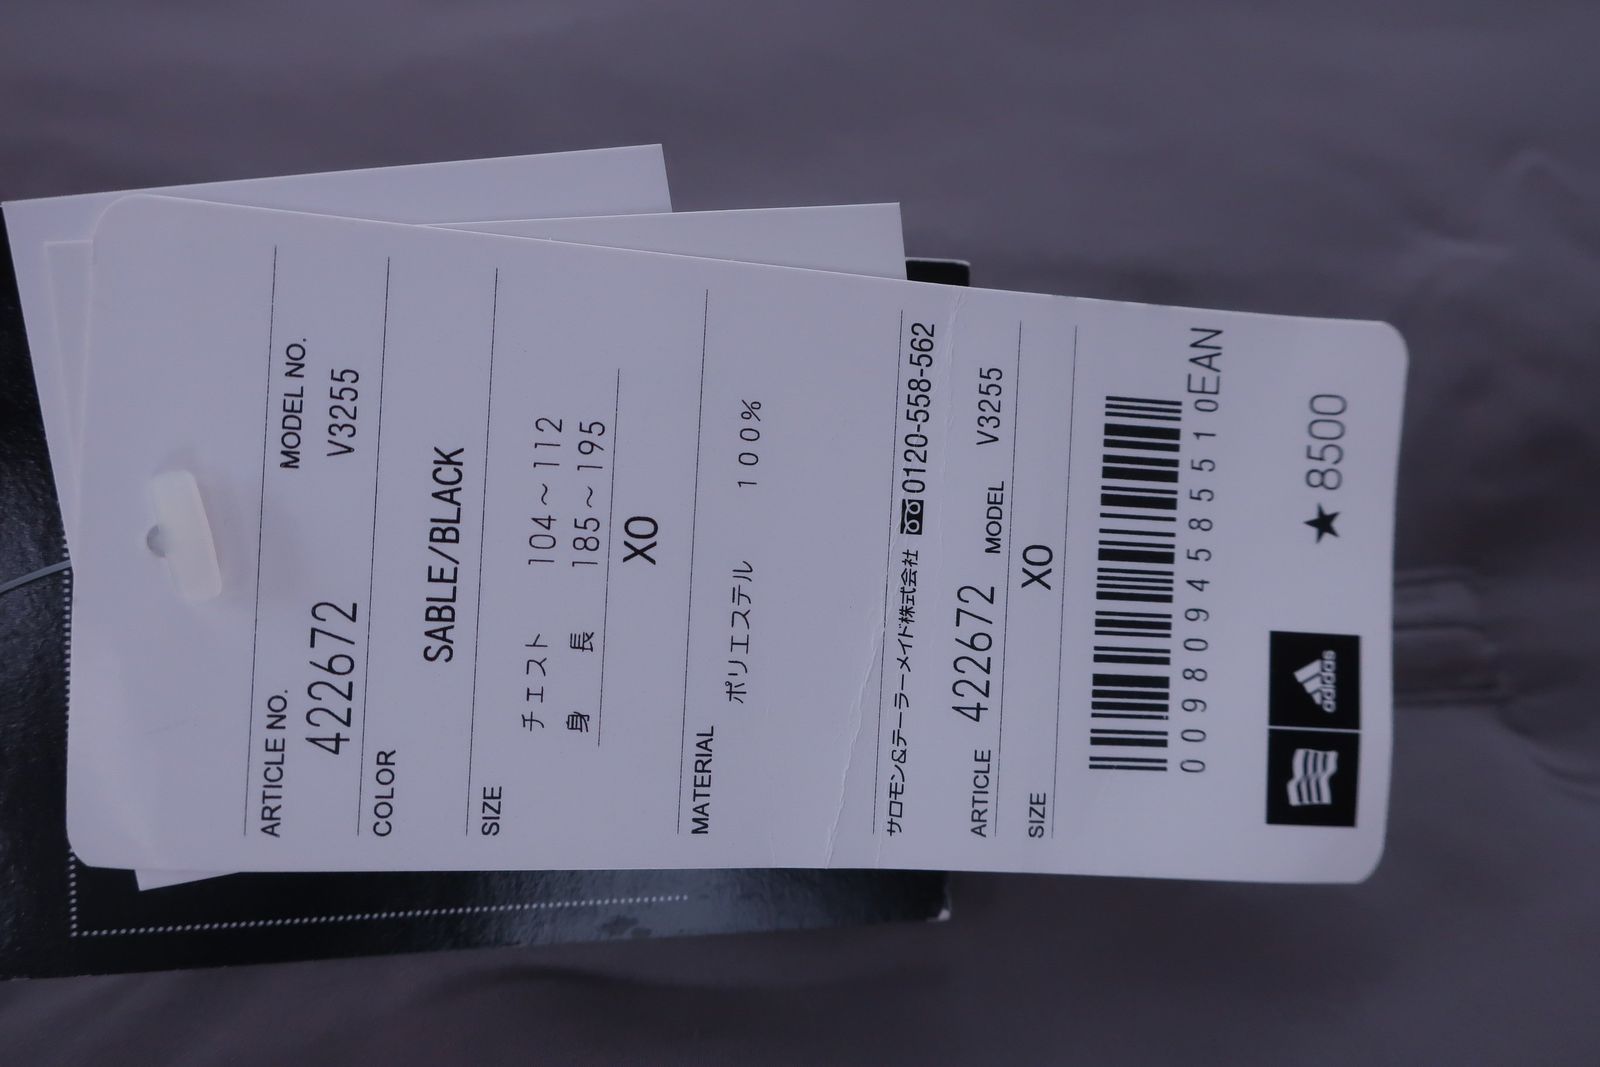 ARTICLE NO. MODEL NO.
422672 V3255
COLOR
SABLE/BLACK
SIZE
チェスト 104～112
身長 185～195
XO
MATERIAL
ポリエステル 100%
サロモン&テーラーメイド株式会社 0120-558-562
ARTICLE 422672 MODEL V3255
SIZE XO
0098094585510EAN
★8500
adidas